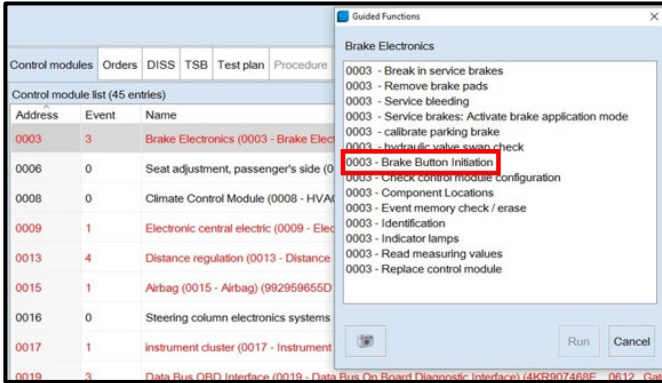 Guided Functions
Brake Electronics
0003 - Break in service brakes
0003 - Remove brake pads
0003 - Service bleeding
0003 - Service brakes: Activate brake application mode
0003 - calibrate parking brake
0003 - hydraulic valve swap check
0003 - Brake Button Initiation
0003 - Check control module configuration
0003 - Component Locations
0003 - Event memory check / erase
0003 - Identification
0003 - Indicator lamps
0003 - Read measuring values
0003 - Replace control module
Run Cancel
Control modules Orders DISS TSB Test plan Procedure
Control module list (45 entries)
Address Event Name
0003 3 Brake Electronics (0003 - Brake Elect
0006 0 Seat adjustment, passenger's side (0
0008 0 Climate Control Module (0008 - HVA
0009 1 Electronic central electric (0009 - Elec
0013 4 Distance regulation (0013 - Distance
0015 1 Airbag (0015 - Airbag) (992959655D
0016 0 Steering column electronics systems
0017 1 instrument cluster (0017 - Instrument
0019 3 Data Bus OBD Interface (0019 - Data Bus On Board Diagnostic Interface) (4KR907468F 0612 Gat